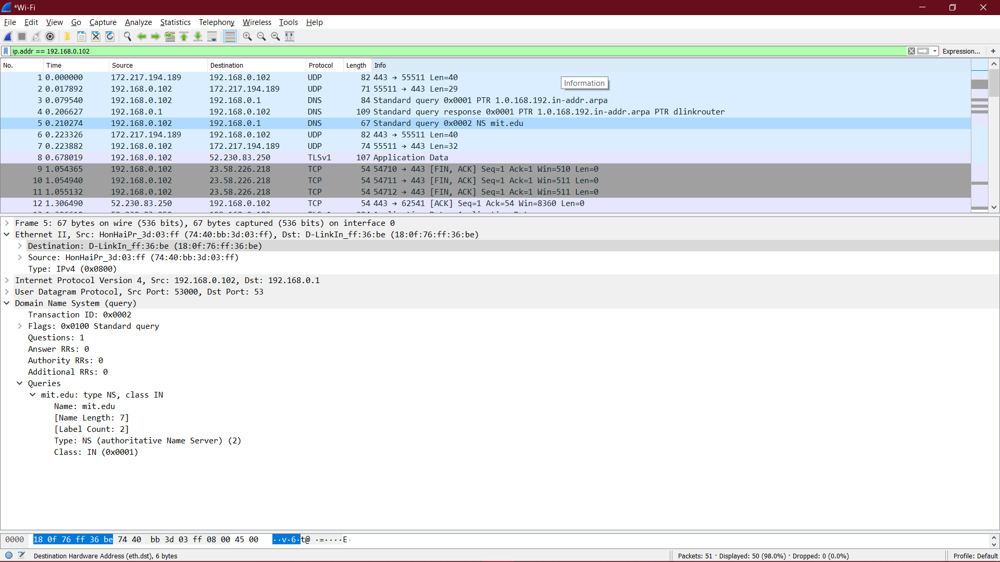 *Wi-Fi
File Edit View Go Capture Analyze Statistics Telephony Wireless Tools Help
ip.addr == 192.168.0.102 Expression... +
No. Time Source Destination Protocol Length Info
1 0.000000 172.217.194.189 192.168.0.102 UDP 82 443 → 55511 Len=40
Information
2 0.017892 192.168.0.102 172.217.194.189 UDP 71 55511 → 443 Len=29
3 0.079540 192.168.0.102 192.168.0.1 DNS 84 Standard query 0x0001 PTR 1.0.168.192.in-addr.arpa
4 0.206627 192.168.0.1 192.168.0.102 DNS 109 Standard query response 0x0001 PTR 1.0.168.192.in-addr.arpa PTR dlinkrouter
5 0.210274 192.168.0.102 192.168.0.1 DNS 67 Standard query 0x0002 NS mit.edu
6 0.223326 172.217.194.189 192.168.0.102 UDP 82 443 → 55511 Len=40
7 0.223882 192.168.0.102 172.217.194.189 UDP 74 55511 → 443 Len=32
8 0.678019 192.168.0.102 52.230.83.250 TLSv1 107 Application Data
9 1.054365 192.168.0.102 23.58.226.218 TCP 54 54710 → 443 [FIN, ACK] Seq=1 Ack=1 Win=510 Len=0
10 1.054940 192.168.0.102 23.58.226.218 TCP 54 54711 → 443 [FIN, ACK] Seq=1 Ack=1 Win=511 Len=0
11 1.055132 192.168.0.102 23.58.226.218 TCP 54 54712 → 443 [FIN, ACK] Seq=1 Ack=1 Win=511 Len=0
12 1.306490 52.230.83.250 192.168.0.102 TCP 54 443 → 62541 [ACK] Seq=1 Ack=54 Win=8360 Len=0
Frame 5: 67 bytes on wire (536 bits), 67 bytes captured (536 bits) on interface 0
Ethernet II, Src: HonHaiPr_3d:03:ff (74:40:bb:3d:03:ff), Dst: D-LinkIn_ff:36:be (18:0f:76:ff:36:be)
Destination: D-LinkIn_ff:36:be (18:0f:76:ff:36:be)
Source: HonHaiPr_3d:03:ff (74:40:bb:3d:03:ff)
Type: IPv4 (0x0800)
Internet Protocol Version 4, Src: 192.168.0.102, Dst: 192.168.0.1
User Datagram Protocol, Src Port: 53000, Dst Port: 53
Domain Name System (query)
Transaction ID: 0x0002
Flags: 0x0100 Standard query
Questions: 1
Answer RRs: 0
Authority RRs: 0
Additional RRs: 0
Queries
mit.edu: type NS, class IN
Name: mit.edu
[Name Length: 7]
[Label Count: 2]
Type: NS (authoritative Name Server) (2)
Class: IN (0x0001)
0000 18 0f 76 ff 36 be 74 40 bb 3d 03 ff 08 00 45 00 ··v·6·t@ ·=····E·
Destination Hardware Address (eth.dst), 6 bytes Packets: 51 · Displayed: 50 (98.0%) · Dropped: 0 (0.0%) Profile: Default